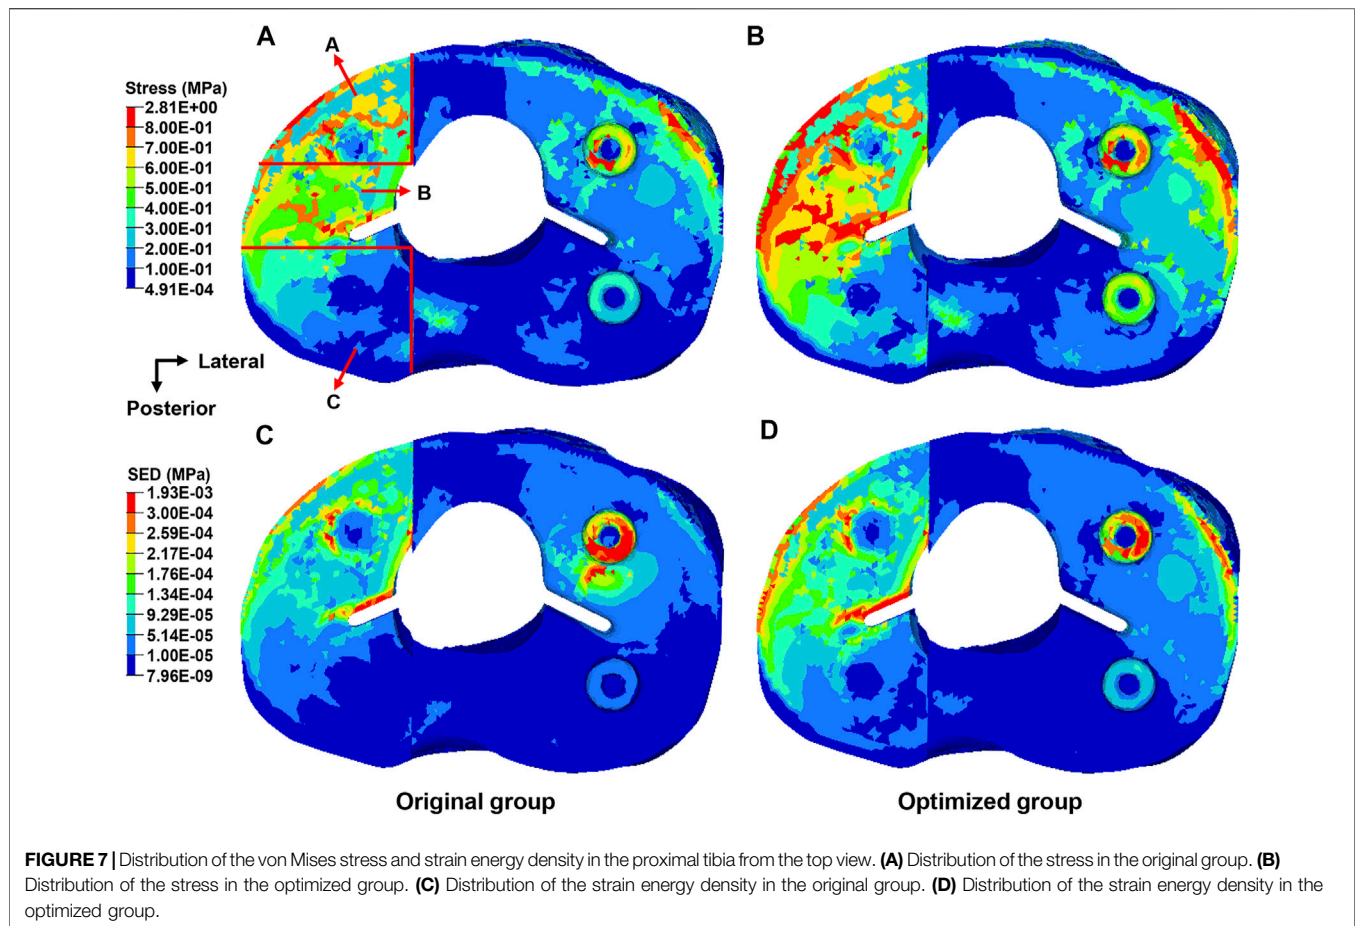 A
B
A
Stress (MPa)
2.81E+00
8.00E-01
7.00E-01
6.00E-01
5.00E-01
4.00E-01
3.00E-01
2.00E-01
1.00E-01
4.91E-04
B
Lateral
Posterior
C
C
D
SED (MPa)
1.93E-03
3.00E-04
2.59E-04
2.17E-04
1.76E-04
1.34E-04
9.29E-05
5.14E-05
1.00E-05
7.96E-09
Original group
Optimized group
FIGURE 7 | Distribution of the von Mises stress and strain energy density in the proximal tibia from the top view. (A) Distribution of the stress in the original group. (B)
Distribution of the stress in the optimized group. (C) Distribution of the strain energy density in the original group. (D) Distribution of the strain energy density in the
optimized group.